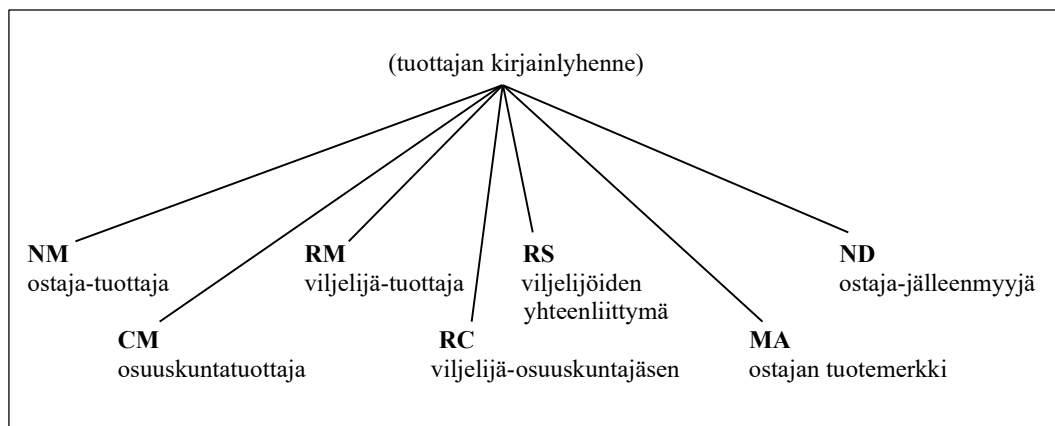 (tuottajan kirjainlyhenne)
NM
ostaja-tuottaja
RM
viljelijä-tuottaja
RS
viljelijöiden
yhteenliittymä
ND
ostaja-jälleenmyyjä
CM
osuuskuntatuottaja
RC
viljelijä-osuuskuntajäsen
MA
ostajan tuotemerkki